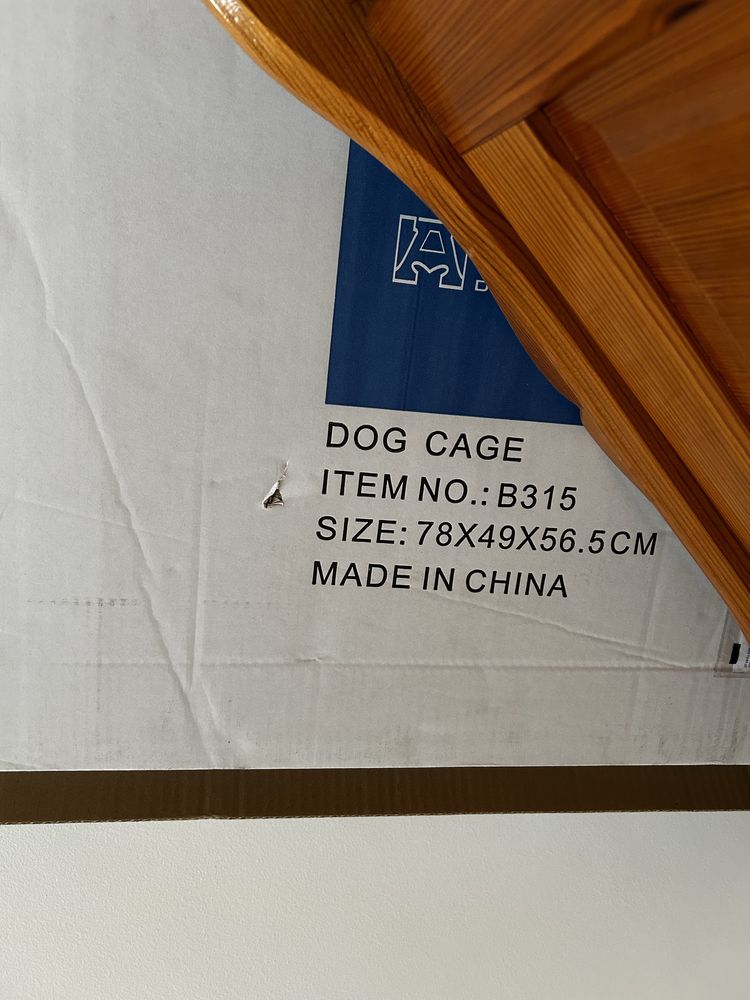 DOG CAGE
ITEM NO.: B315
SIZE: 78X49X56.5CM
MADE IN CHINA